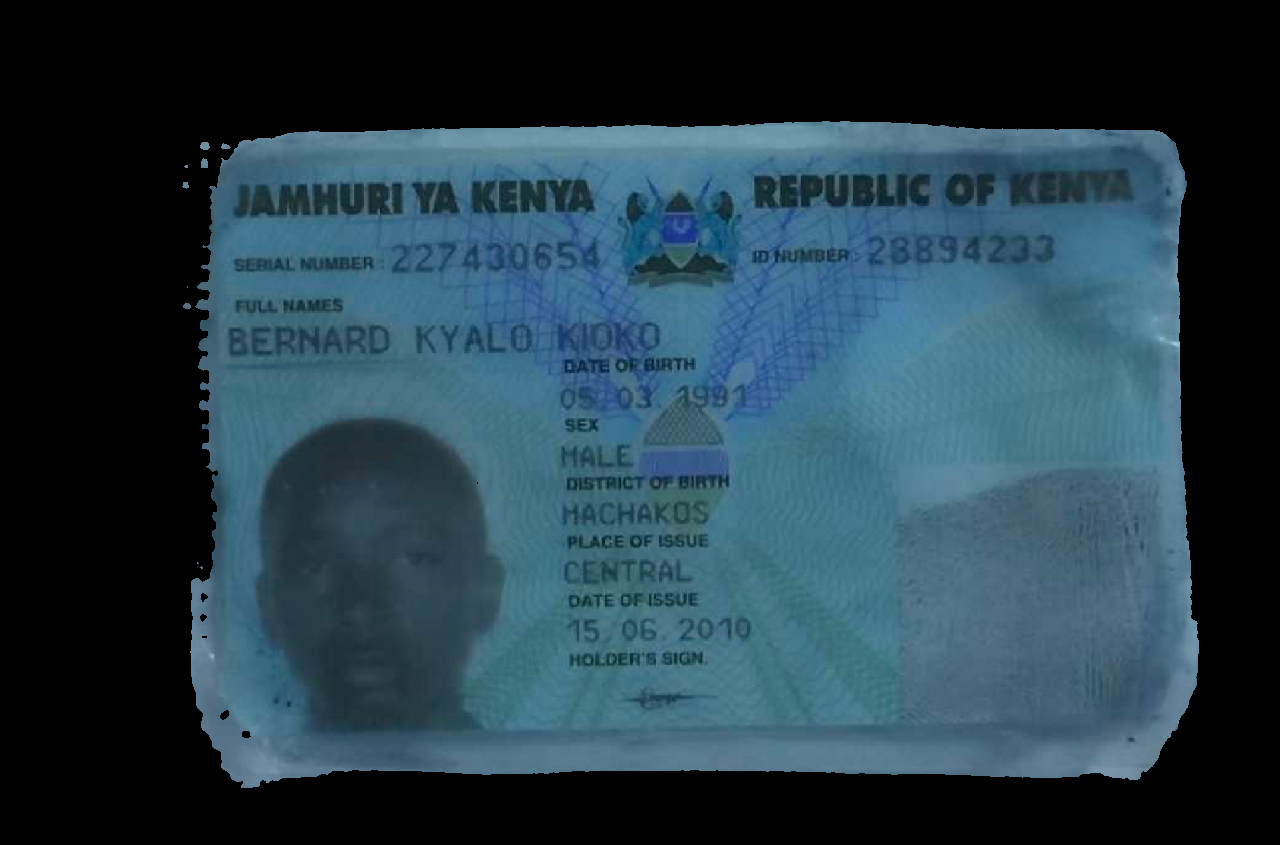 JAMHURI YA KENYA REPUBLIC OF KENYA
SERIAL NUMBER : 227430654 ID NUMBER : 28894233
FULL NAMES
BERNARD KYALO KIOKO
DATE OF BIRTH
05. 03. 1991
SEX
MALE
DISTRICT OF BIRTH
MACHAKOS
PLACE OF ISSUE
CENTRAL
DATE OF ISSUE
15. 06. 2010
HOLDER'S SIGN.